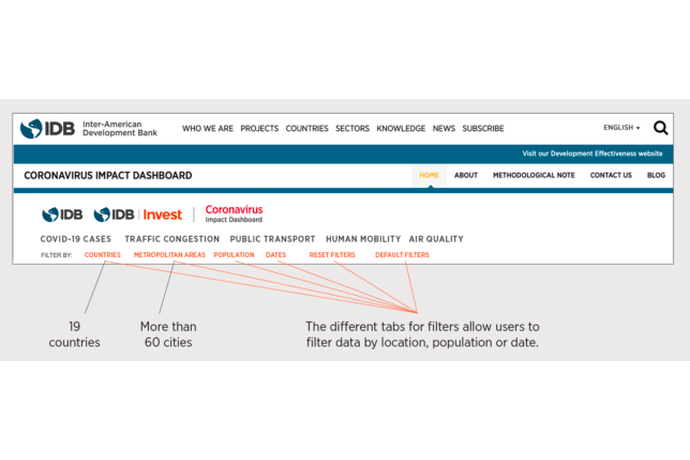 IDB Inter-American Development Bank WHO WE ARE PROJECTS COUNTRIES SECTORS KNOWLEDGE NEWS SUBSCRIBE ENGLISH
Visit our Development Effectiveness website
CORONAVIRUS IMPACT DASHBOARD HOME ABOUT METHODOLOGICAL NOTE CONTACT US BLOG
IDB IDB Invest Coronavirus Impact Dashboard
COVID-19 CASES TRAFFIC CONGESTION PUBLIC TRANSPORT HUMAN MOBILITY AIR QUALITY
FILTER BY: COUNTRIES METROPOLITAN AREAS POPULATION DATES RESET FILTERS DEFAULT FILTERS
19
countries
More than
60 cities
The different tabs for filters allow users to
filter data by location, population or date.